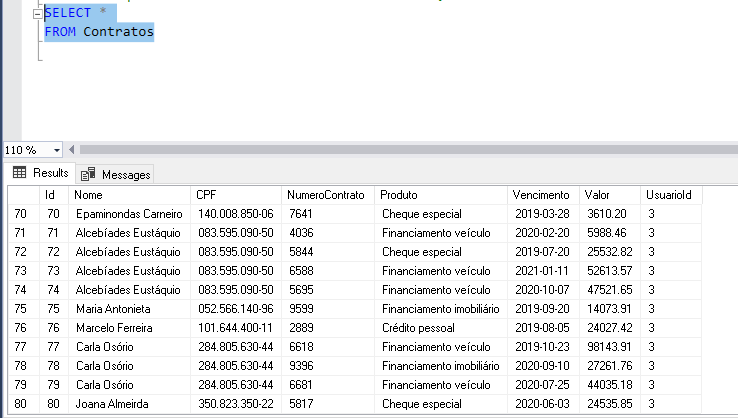 SELECT *
FROM Contratos
110 %
Results Messages
Id Nome CPF NumeroContrato Produto Vencimento Valor UsuarioId
70 70 Epaminondas Carneiro 140.008.850-06 7641 Cheque especial 2019-03-28 3610.20 3
71 71 Alcebíades Eustáquio 083.595.090-50 4036 Financiamento veículo 2020-02-20 5988.46 3
72 72 Alcebíades Eustáquio 083.595.090-50 5844 Cheque especial 2019-07-20 25532.82 3
73 73 Alcebíades Eustáquio 083.595.090-50 6588 Financiamento veículo 2021-01-11 52613.57 3
74 74 Alcebíades Eustáquio 083.595.090-50 5695 Financiamento veículo 2020-10-07 47521.65 3
75 75 Maria Antonieta 052.566.140-96 9599 Financiamento imobiliário 2019-09-20 14073.91 3
76 76 Marcelo Ferreira 101.644.400-11 2889 Crédito pessoal 2019-08-05 24027.42 3
77 77 Carla Osório 284.805.630-44 6618 Financiamento veículo 2019-10-23 98143.91 3
78 78 Carla Osório 284.805.630-44 9396 Financiamento imobiliário 2020-09-10 27261.76 3
79 79 Carla Osório 284.805.630-44 6681 Financiamento veículo 2020-07-25 44035.18 3
80 80 Joana Almeirda 350.823.350-22 5817 Cheque especial 2020-06-03 24535.85 3